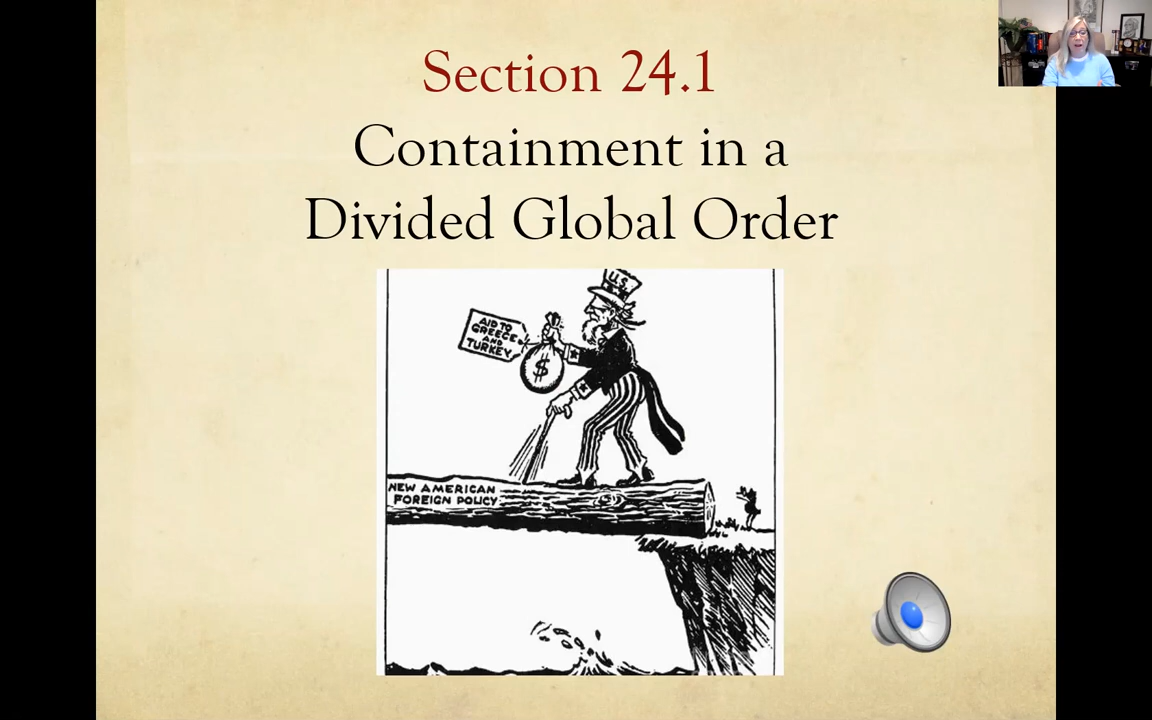 Section 24.1
Containment in a
Divided Global Order
U.S.
AID TO
GREECE
AND
TURKEY
$
NEW AMERICAN
FOREIGN POLICY